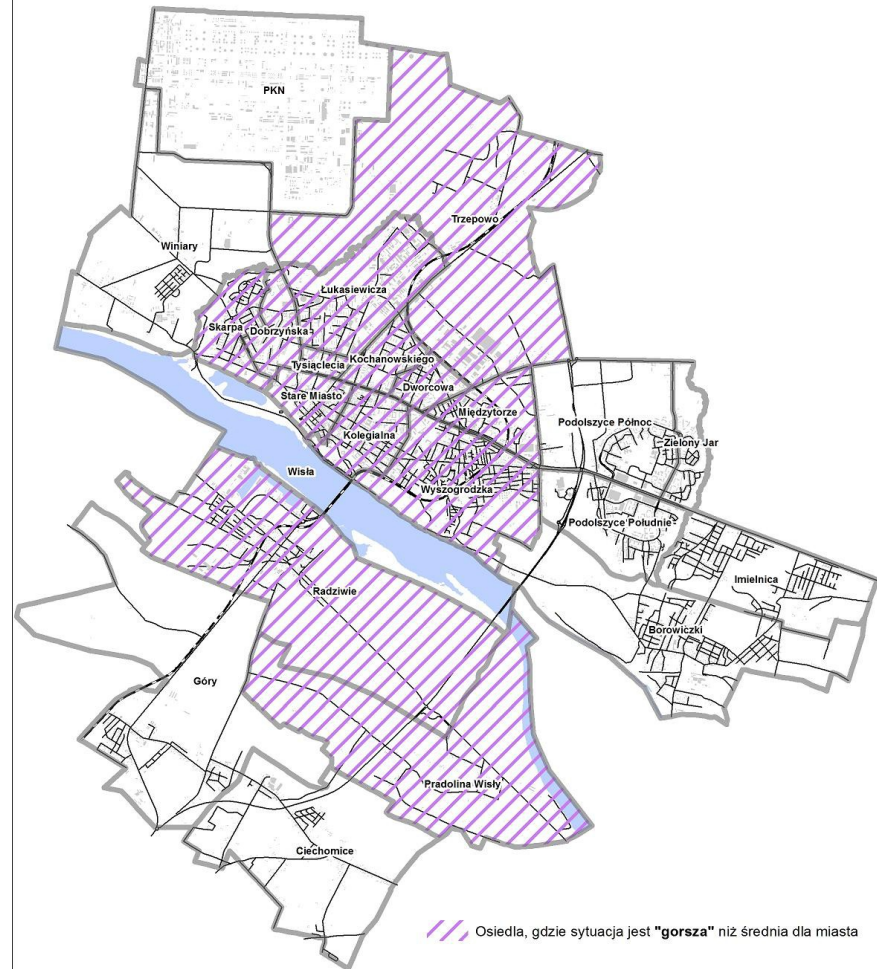 PKN
Trzepowo
Winiary
Łukasiewicza
Skarpa
Dobrzyńska
Tysiąclecia
Kochanowskiego
Dworcowa
Stare Miasto
Międzytorze
Podolszyce Północ
Kolegialna
Zielony Jar
Wisła
Wyszogrodzka
Podolszyce Południe
Imielnica
Radziwie
Borowiczki
Góry
Pradolina Wisły
Ciechomice
Osiedla, gdzie sytuacja jest "gorsza" niż średnia dla miasta